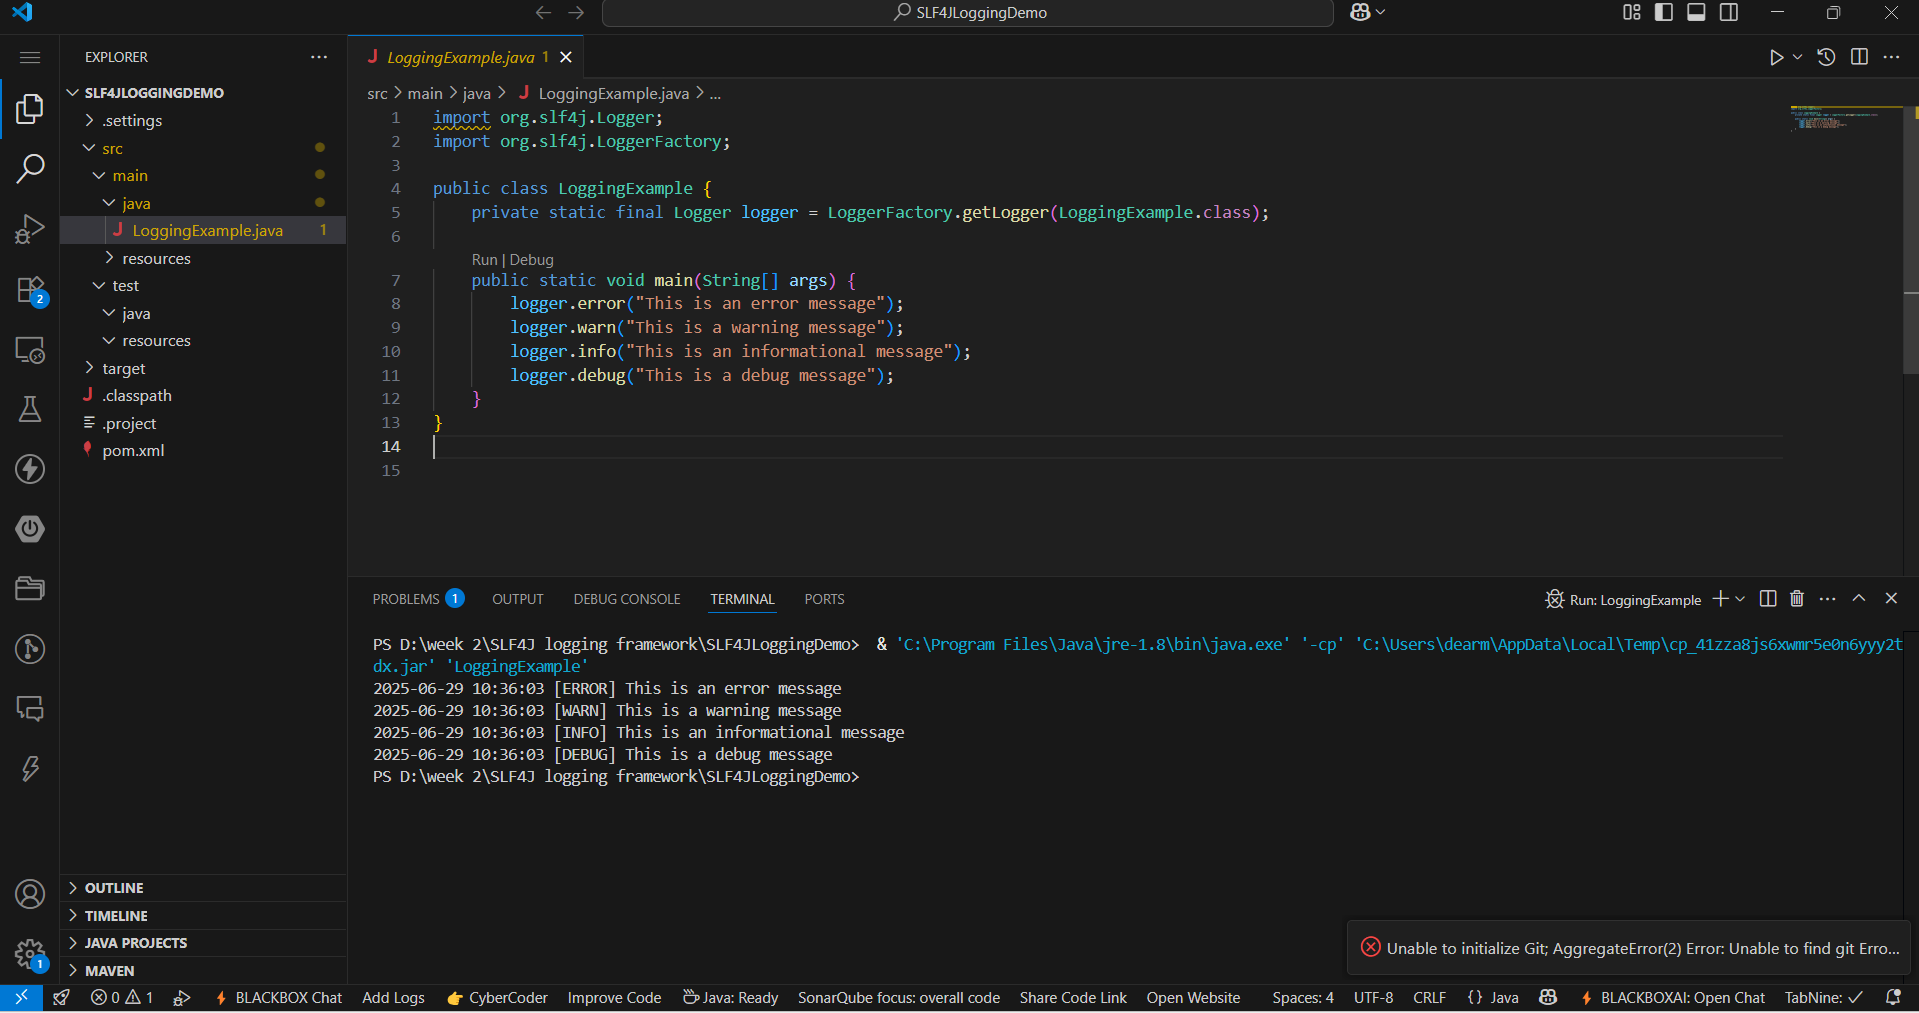 SLF4JLoggingDemo
EXPLORER
SLF4JLOGGINGDEMO
.settings
src
main
java
LoggingExample.java 1
resources
test
java
resources
target
.classpath
.project
pom.xml
OUTLINE
TIMELINE
JAVA PROJECTS
MAVEN
2
1
LoggingExample.java 1
src > main > java > LoggingExample.java > ...
1 import org.slf4j.Logger;
2 import org.slf4j.LoggerFactory;
3
4 public class LoggingExample {
5 private static final Logger logger = LoggerFactory.getLogger(LoggingExample.class);
6
Run | Debug
7 public static void main(String[] args) {
8 logger.error("This is an error message");
9 logger.warn("This is a warning message");
10 logger.info("This is an informational message");
11 logger.debug("This is a debug message");
12 }
13 }
14
15
PROBLEMS 1 OUTPUT DEBUG CONSOLE TERMINAL PORTS
Run: LoggingExample
PS D:\week 2\SLF4J logging framework\SLF4JLoggingDemo> & 'C:\Program Files\Java\jre-1.8\bin\java.exe' '-cp' 'C:\Users\dearm\AppData\Local\Temp\cp_41zza8js6xwmr5e0n6yyy2t
dx.jar' 'LoggingExample'
2025-06-29 10:36:03 [ERROR] This is an error message
2025-06-29 10:36:03 [WARN] This is a warning message
2025-06-29 10:36:03 [INFO] This is an informational message
2025-06-29 10:36:03 [DEBUG] This is a debug message
PS D:\week 2\SLF4J logging framework\SLF4JLoggingDemo>
Unable to initialize Git; AggregateError(2) Error: Unable to find git Erro...
0 1 BLACKBOX Chat Add Logs CyberCoder Improve Code Java: Ready SonarQube focus: overall code Share Code Link Open Website Spaces: 4 UTF-8 CRLF {} Java BLACKBOXAI: Open Chat TabNine: ✓